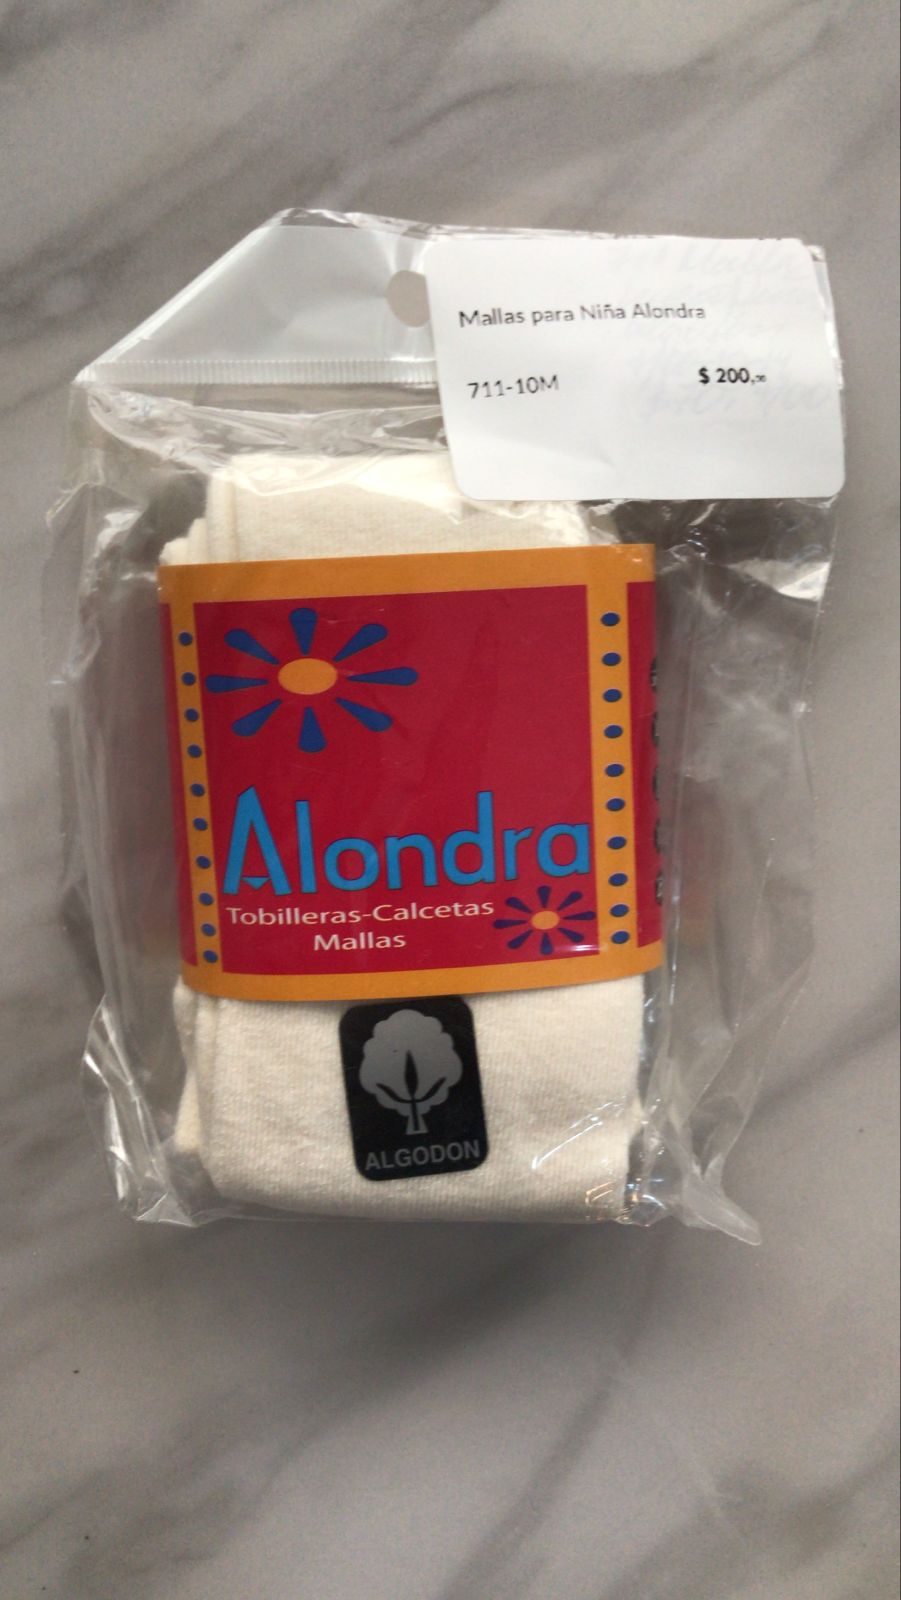 Mallas para Niña Alondra
711-10M
$ 200,00
Alondra
Tobilleras-Calcetas
Mallas
ALGODON